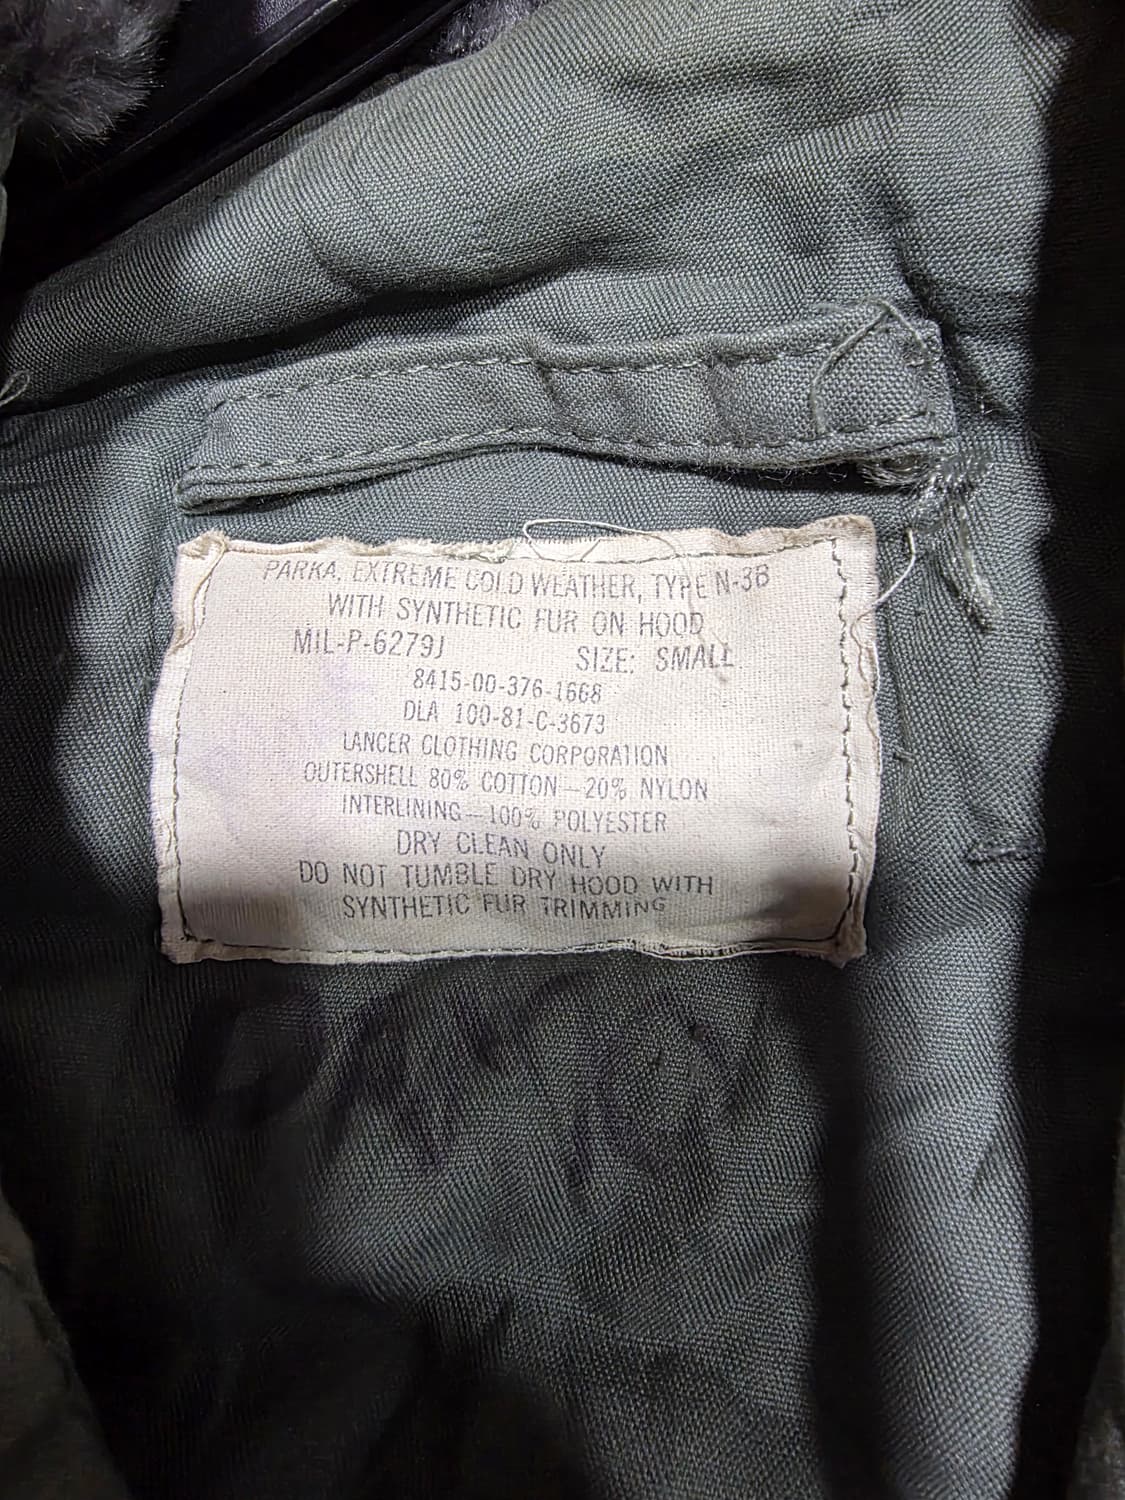 PARKA, EXTREME COLD WEATHER, TYPE N-3B
WITH SYNTHETIC FUR ON HOOD
MIL-P-6279J
SIZE: SMALL
8415-00-376-1668
DLA 100-81-C-3673
LANCER CLOTHING CORPORATION
OUTERSHELL 80% COTTON—20% NYLON
INTERLINING—100% POLYESTER
DRY CLEAN ONLY
DO NOT TUMBLE DRY HOOD WITH
SYNTHETIC FUR TRIMMING